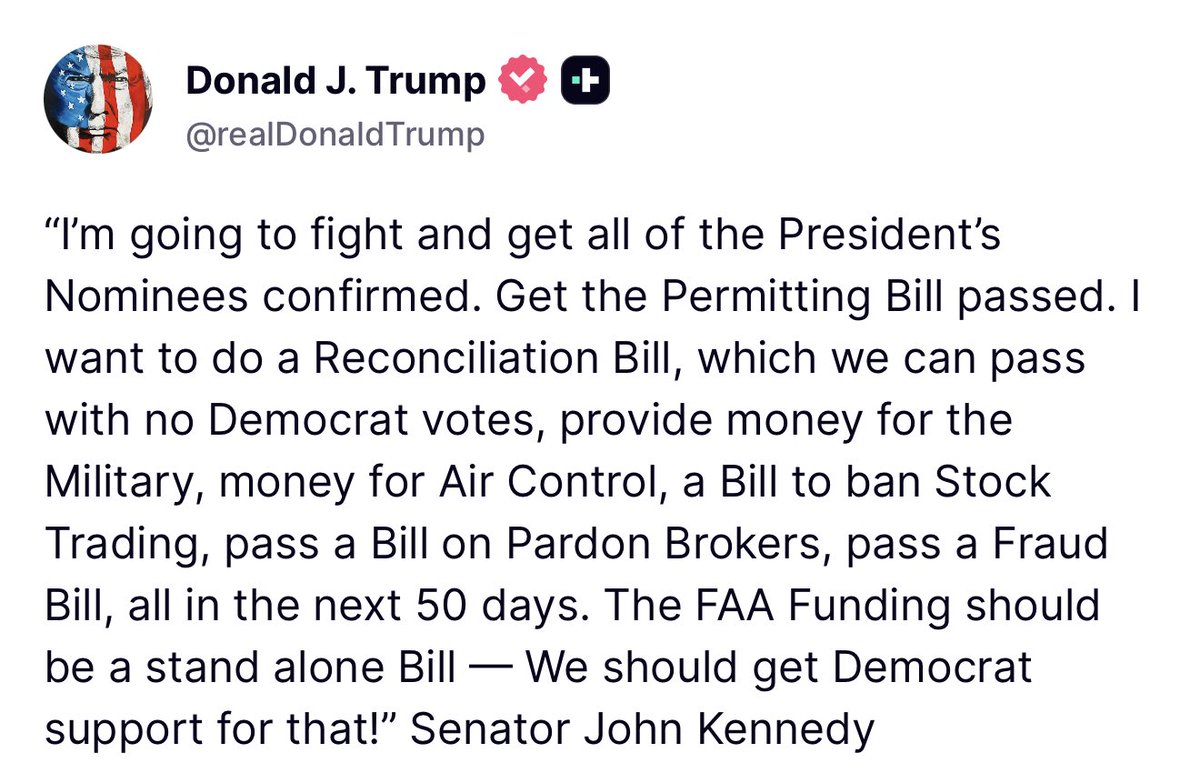 Donald J. Trump
@realDonaldTrump
“I’m going to fight and get all of the President’s
Nominees confirmed. Get the Permitting Bill passed. I
want to do a Reconciliation Bill, which we can pass
with no Democrat votes, provide money for the
Military, money for Air Control, a Bill to ban Stock
Trading, pass a Bill on Pardon Brokers, pass a Fraud
Bill, all in the next 50 days. The FAA Funding should
be a stand alone Bill — We should get Democrat
support for that!” Senator John Kennedy